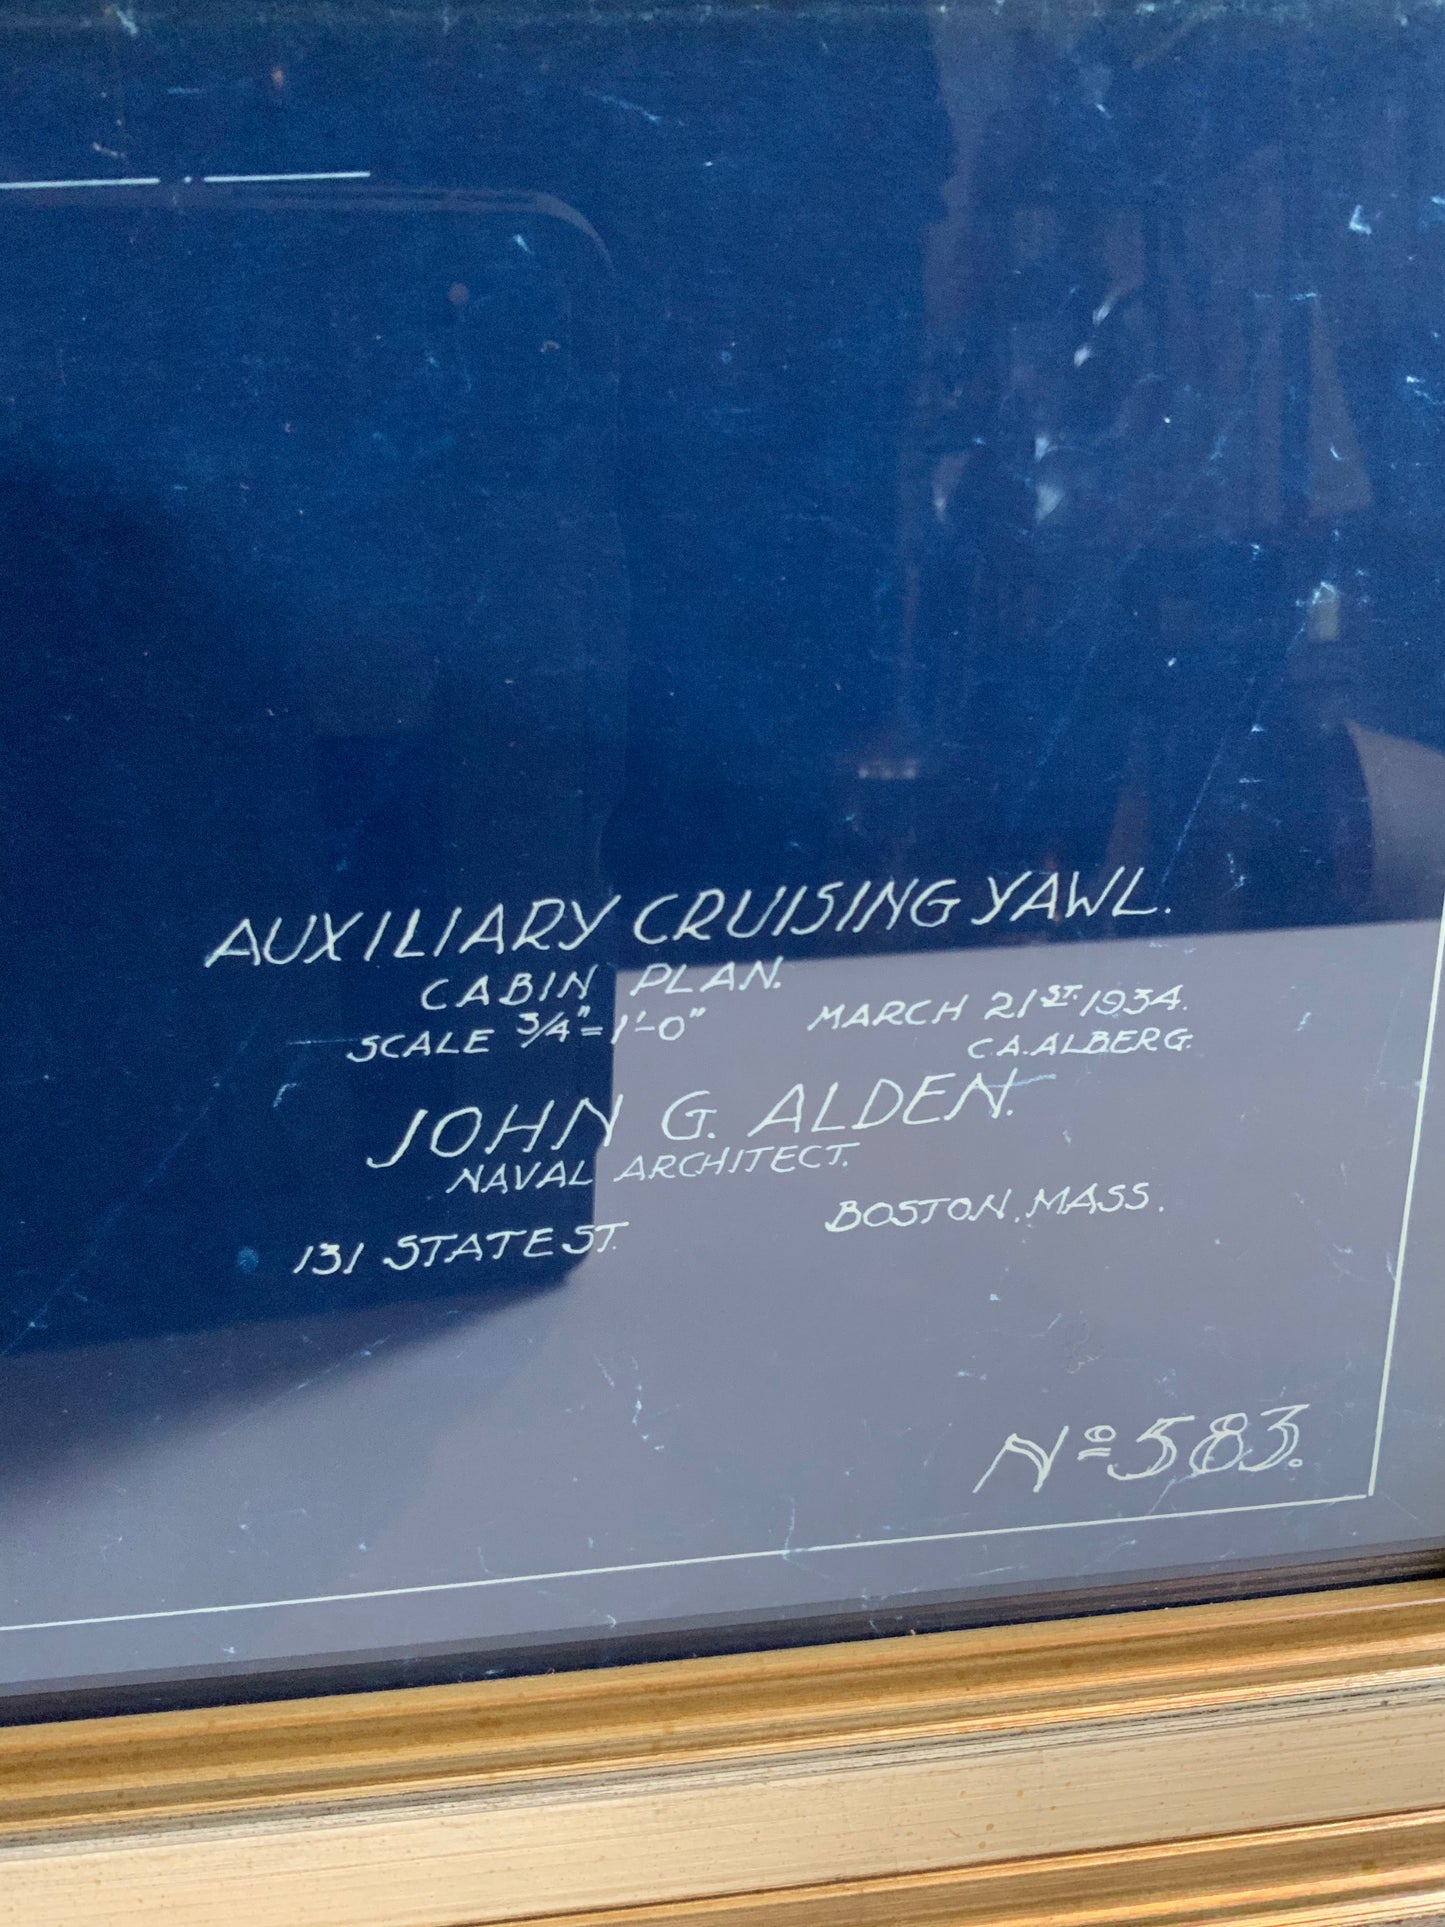 AUXILIARY CRUISING YAWL.
CABIN PLAN.
SCALE 3/4"=1'-0" MARCH 21ST. 1934.
C.A. ALBERG.
JOHN G. ALDEN.
NAVAL ARCHITECT.
131 STATE ST. BOSTON, MASS.
Nº 583.